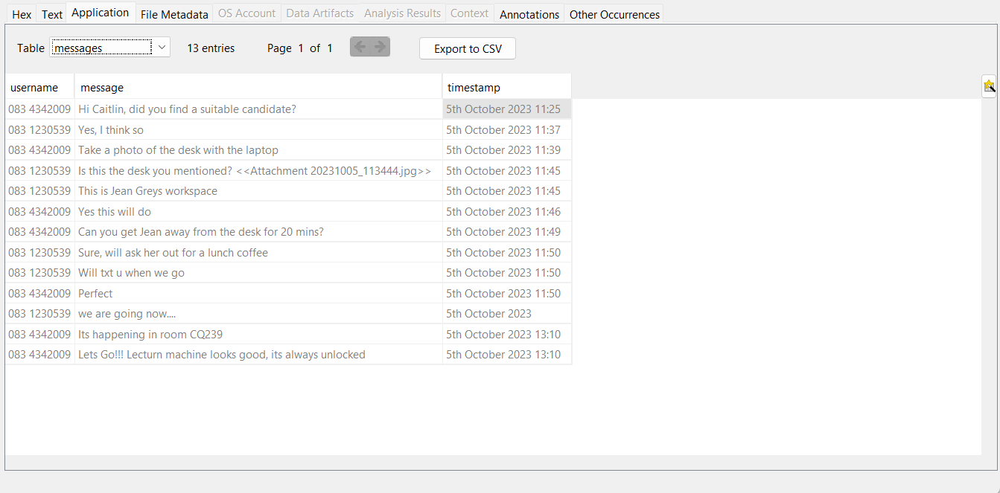 Hex Text Application File Metadata OS Account Data Artifacts Analysis Results Context Annotations Other Occurrences
Table messages 13 entries Page 1 of 1 Export to CSV
username message timestamp
083 4342009 Hi Caitlin, did you find a suitable candidate? 5th October 2023 11:25
083 1230539 Yes, I think so 5th October 2023 11:37
083 4342009 Take a photo of the desk with the laptop 5th October 2023 11:39
083 1230539 Is this the desk you mentioned? <<Attachment 20231005_113444.jpg>> 5th October 2023 11:45
083 1230539 This is Jean Greys workspace 5th October 2023 11:45
083 4342009 Yes this will do 5th October 2023 11:46
083 4342009 Can you get Jean away from the desk for 20 mins? 5th October 2023 11:49
083 1230539 Sure, will ask her out for a lunch coffee 5th October 2023 11:50
083 1230539 Will txt u when we go 5th October 2023 11:50
083 4342009 Perfect 5th October 2023 11:50
083 1230539 we are going now.... 5th October 2023
083 4342009 Its happening in room CQ239 5th October 2023 13:10
083 4342009 Lets Go!!! Lecturn machine looks good, its always unlocked 5th October 2023 13:10